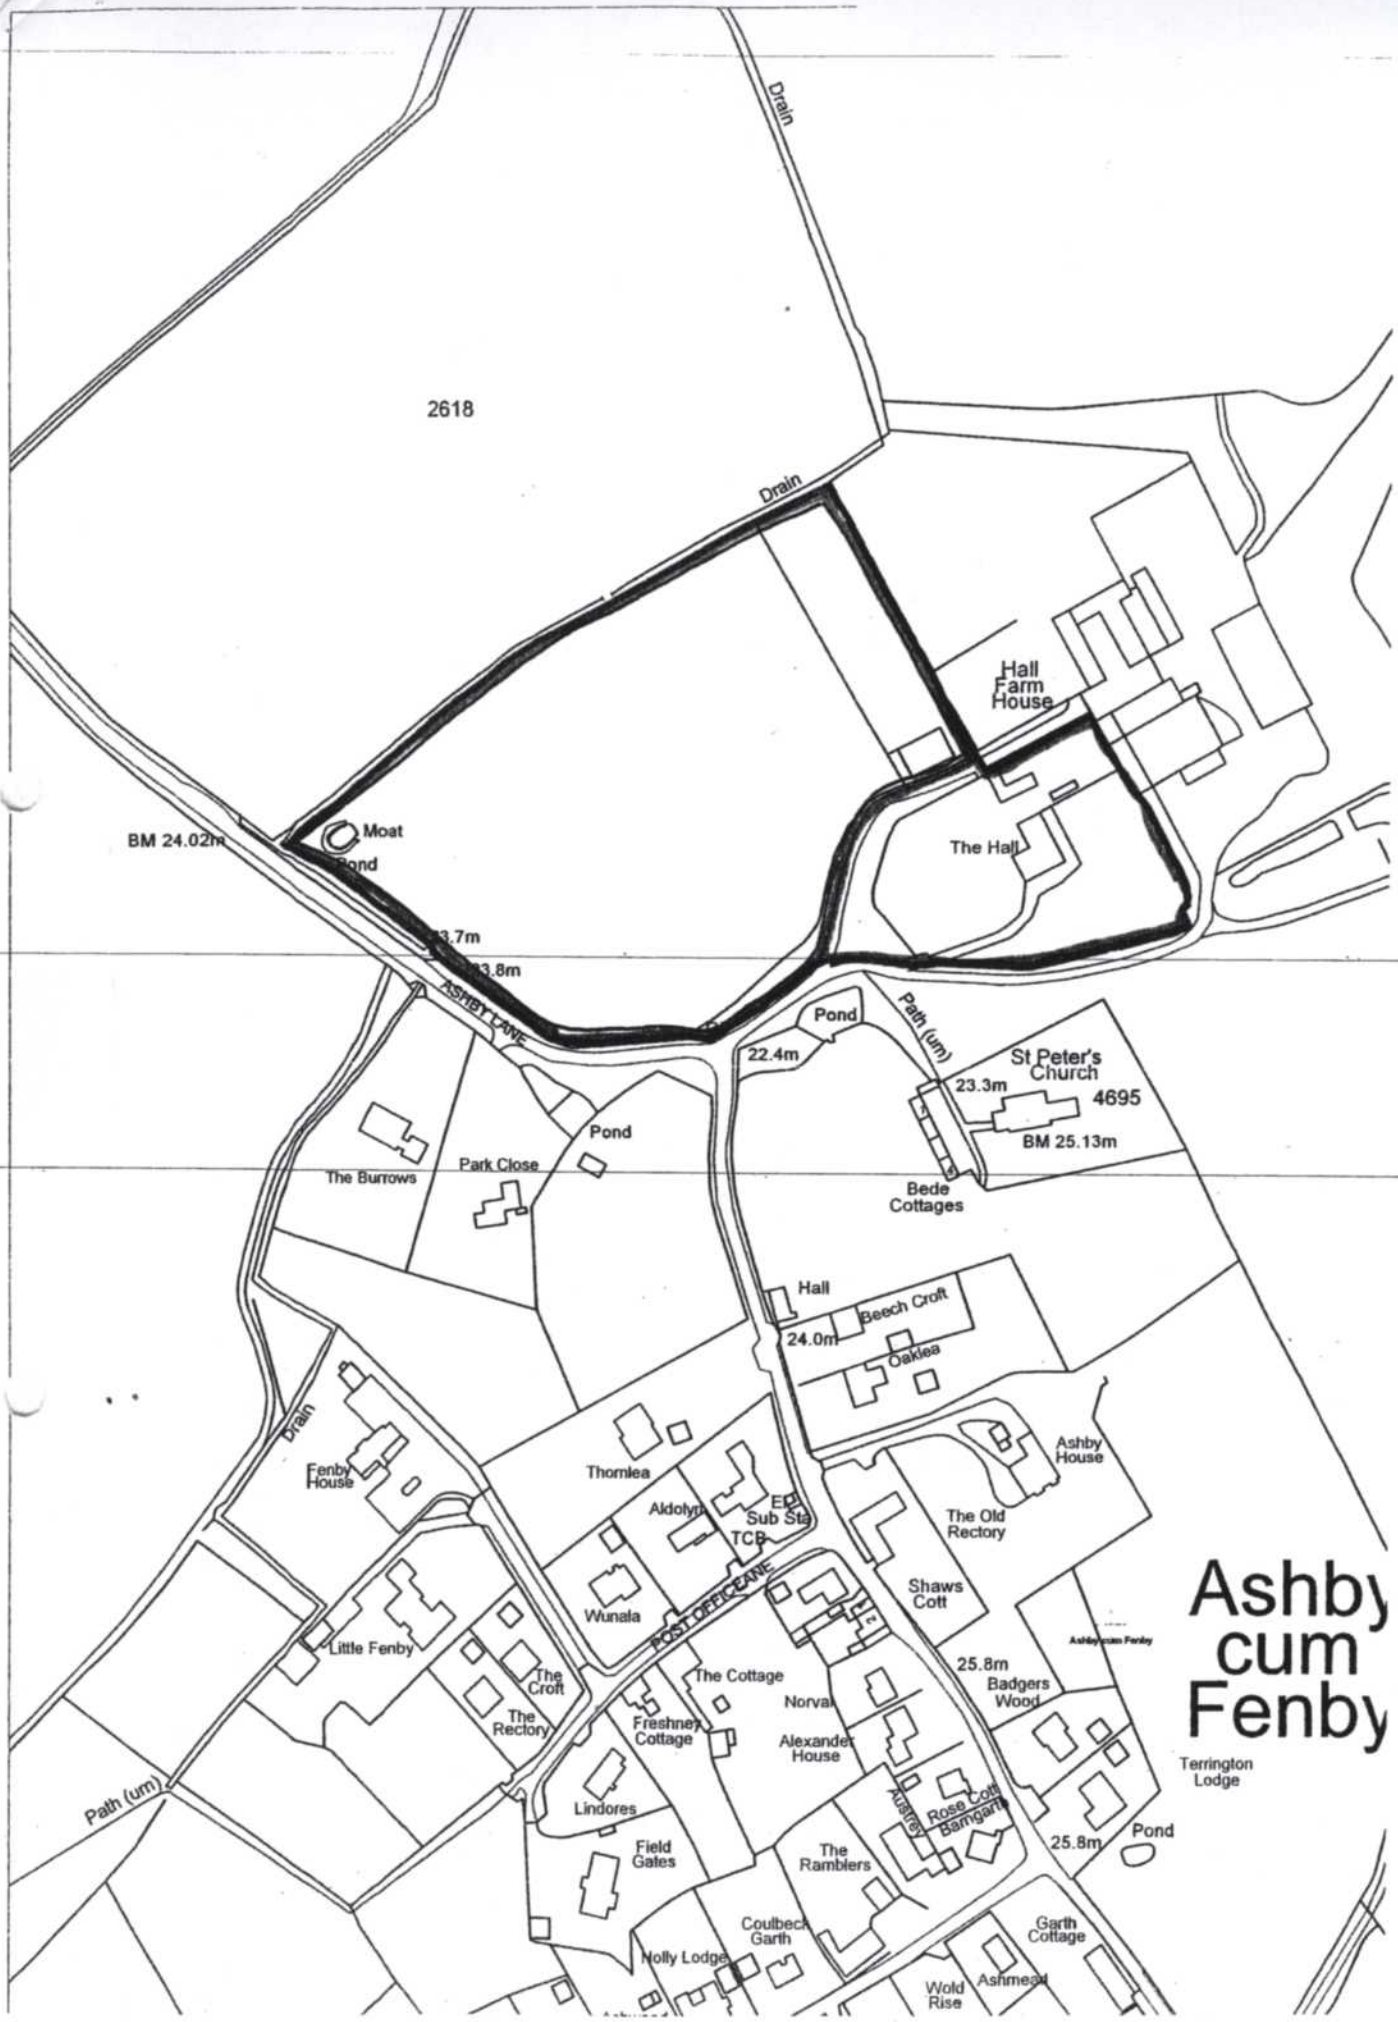 Drain
2618
Drain
Hall
Farm
House
BM 24.02m
Moat
Pond
The Hall
3.7m
3.8m
ASHBY LANE
Pond
Path (um)
22.4m
St Peter's
Church
23.3m
4695
BM 25.13m
Pond
The Burrows
Park Close
Bede
Cottages
Hall
Beech Croft
24.0m
Oaklea
Drain
Fenby
House
Thornlea
Ashby
House
Aldolyn
El
Sub Sta
TCB
The Old
Rectory
Wunala
POST OFFICE LANE
Shaws
Cott
2
Ashby
cum
Fenby
Ashby cum Fenby
Little Fenby
The
Croft
The
Rectory
The Cottage
Freshney
Cottage
Norval
25.8m
Badgers
Wood
Alexander
House
Terrington
Lodge
Path (um)
Lindores
Austrey
Rose Cott
Barngarth
25.8m
Pond
Field
Gates
The
Ramblers
Coulbeck
Garth
Holly Lodge
Garth
Cottage
Wold
Rise
Ashmead